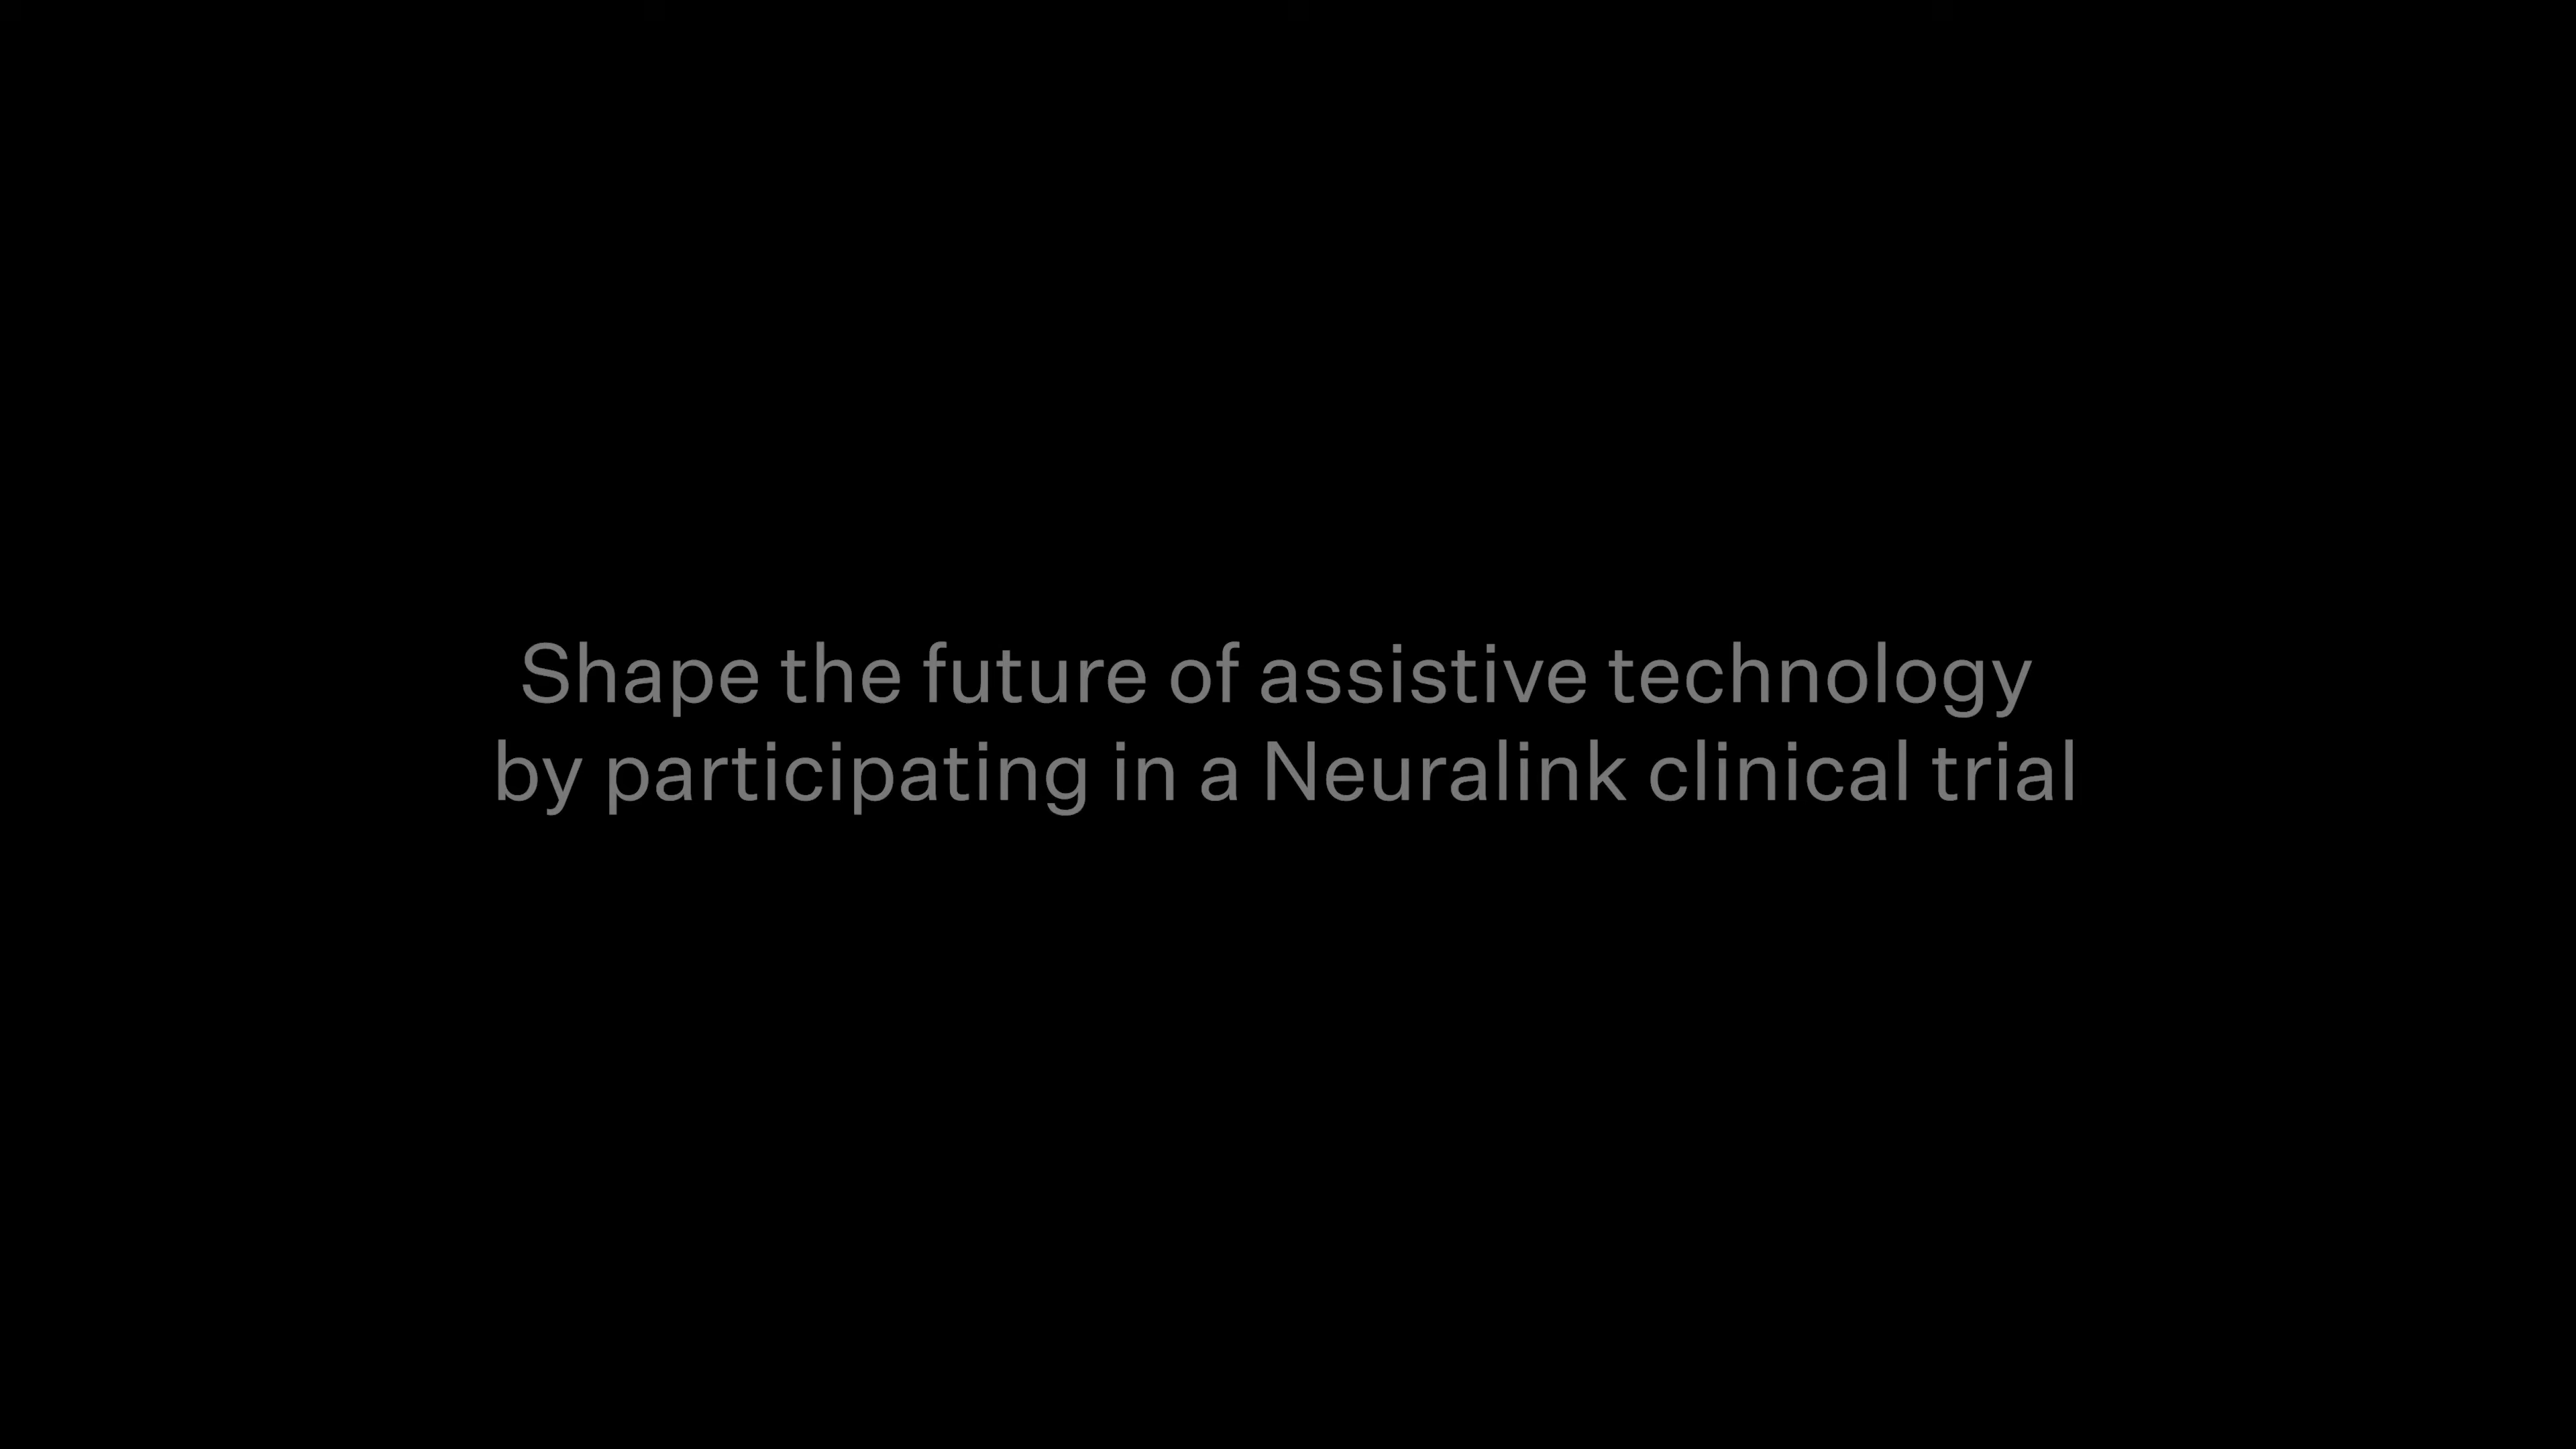 Shape the future of assistive technology
by participating in a Neuralink clinical trial